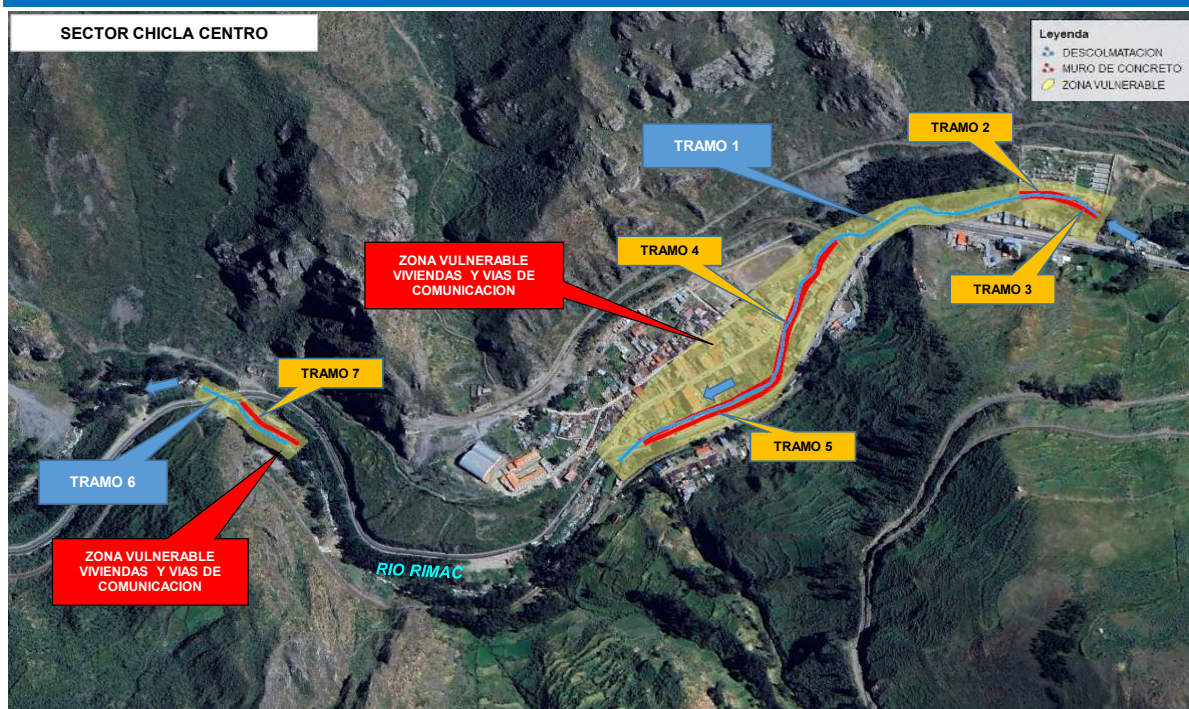 SECTOR CHICLA CENTRO
Leyenda
DESCOLMATACION
MURO DE CONCRETO
ZONA VULNERABLE
TRAMO 2
TRAMO 1
TRAMO 4
ZONA VULNERABLE
VIVIENDAS Y VIAS DE
COMUNICACION
TRAMO 3
TRAMO 7
TRAMO 5
TRAMO 6
ZONA VULNERABLE
VIVIENDAS Y VIAS DE
COMUNICACION
RIO RIMAC